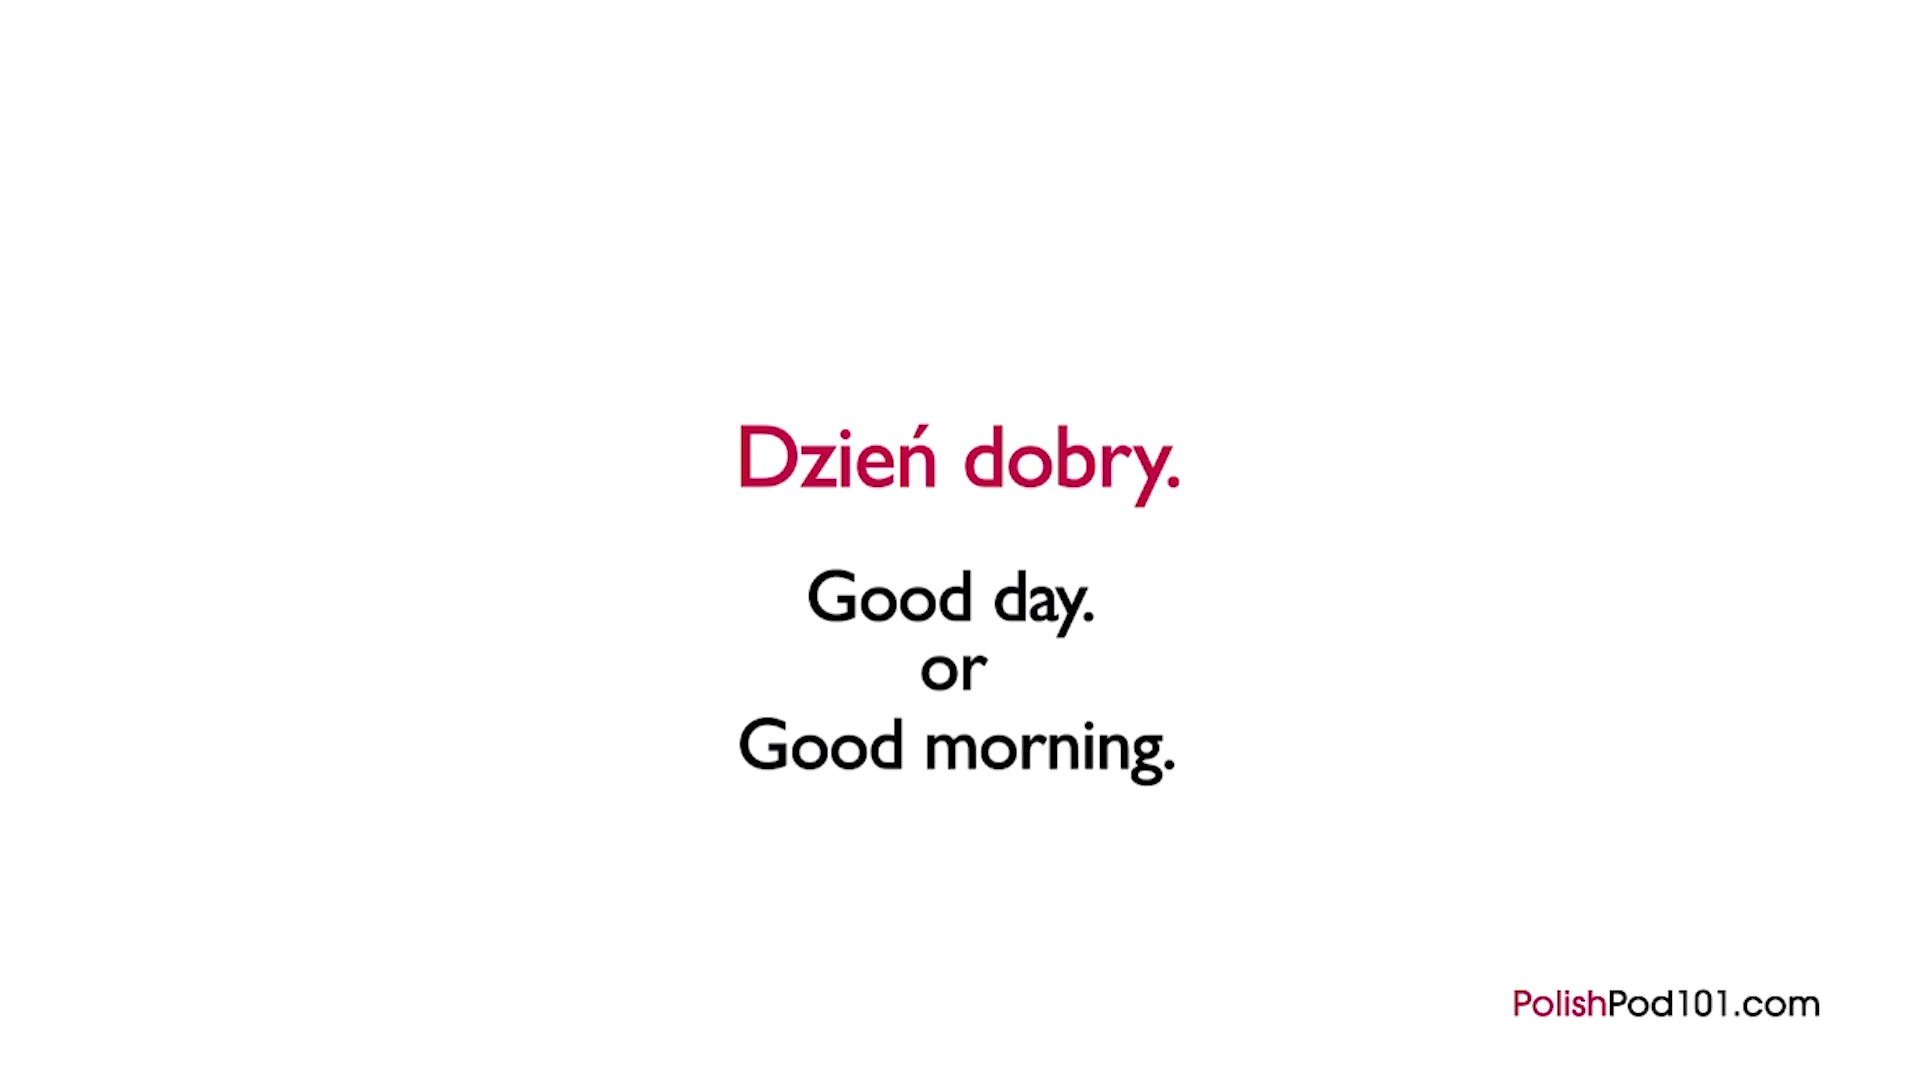 Dzień dobry.
Good day.
or
Good morning.
PolishPod101.com